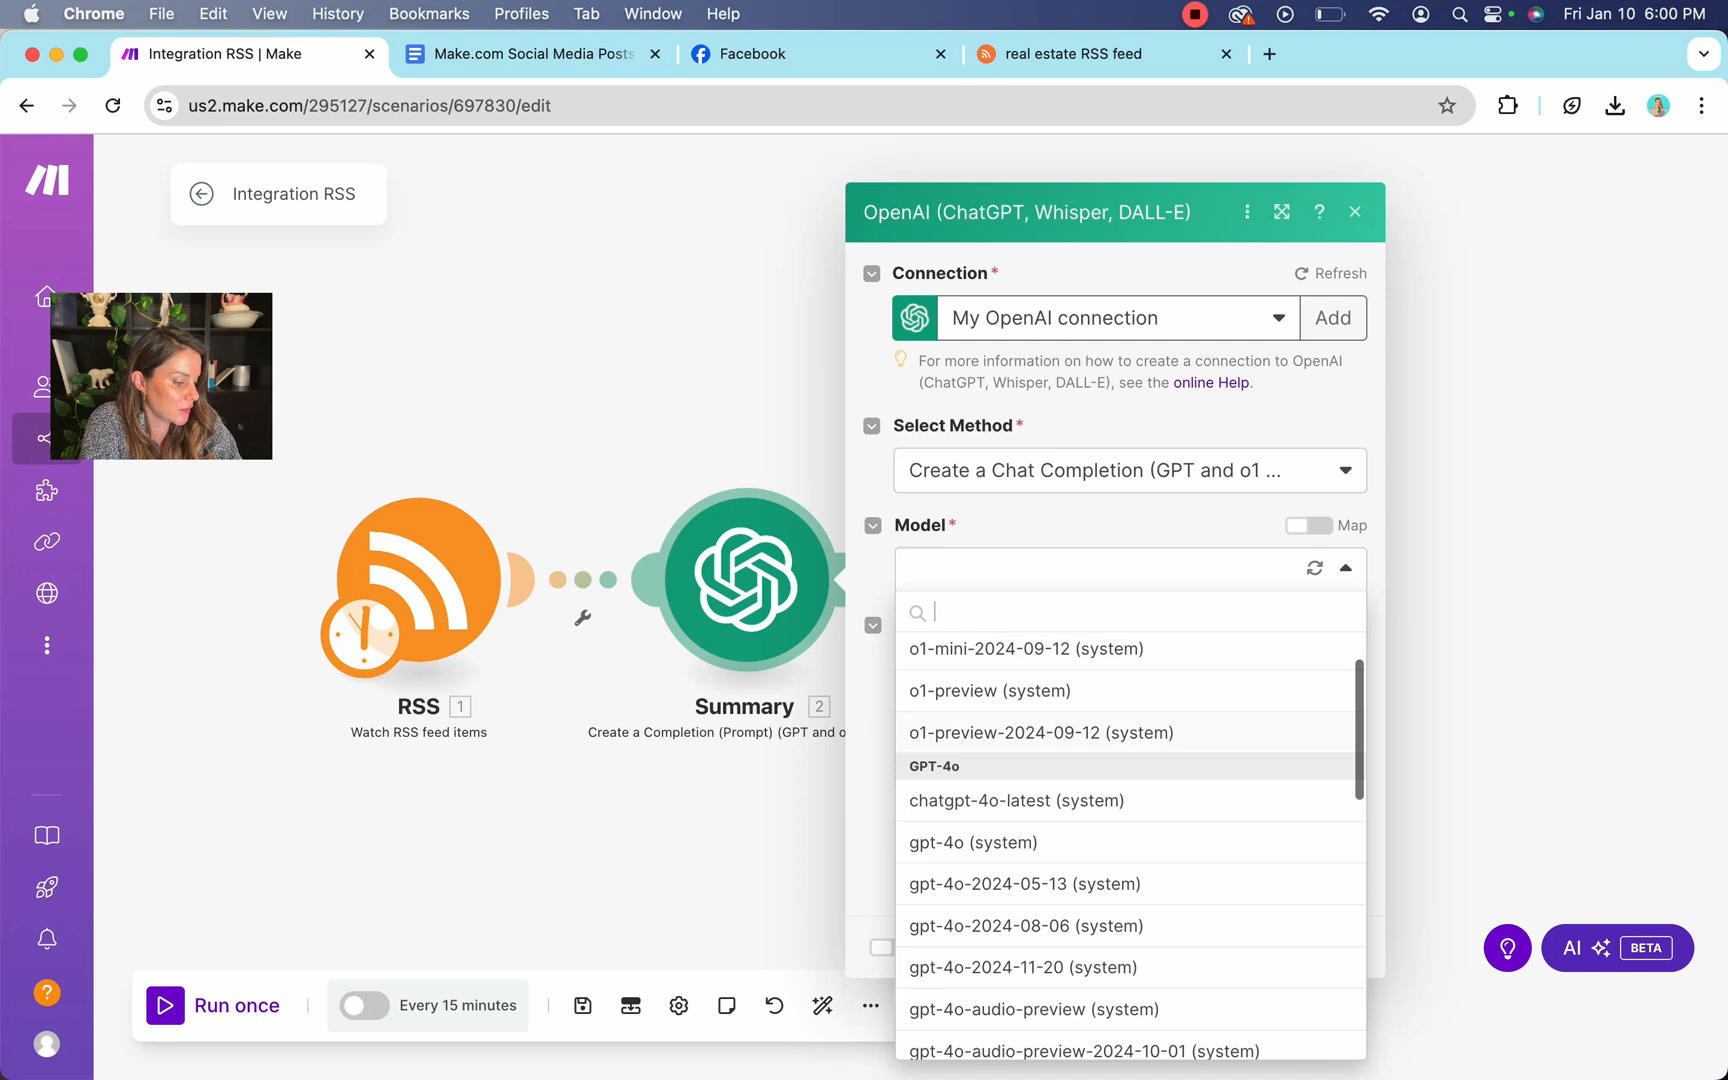 Chrome File Edit View History Bookmarks Profiles Tab Window Help Fri Jan 10 6:00 PM
Integration RSS | Make
Make.com Social Media Posts
Facebook
real estate RSS feed
us2.make.com/295127/scenarios/697830/edit
Integration RSS
OpenAI (ChatGPT, Whisper, DALL-E)
Connection*
Refresh
My OpenAI connection
Add
For more information on how to create a connection to OpenAI
(ChatGPT, Whisper, DALL-E), see the online Help.
Select Method*
Create a Chat Completion (GPT and o1 ...
Model*
Map
o1-mini-2024-09-12 (system)
o1-preview (system)
o1-preview-2024-09-12 (system)
GPT-4o
chatgpt-4o-latest (system)
gpt-4o (system)
gpt-4o-2024-05-13 (system)
gpt-4o-2024-08-06 (system)
gpt-4o-2024-11-20 (system)
gpt-4o-audio-preview (system)
gpt-4o-audio-preview-2024-10-01 (system)
RSS 1
Watch RSS feed items
Summary 2
Create a Completion (Prompt) (GPT and o
Run once
Every 15 minutes
AI BETA